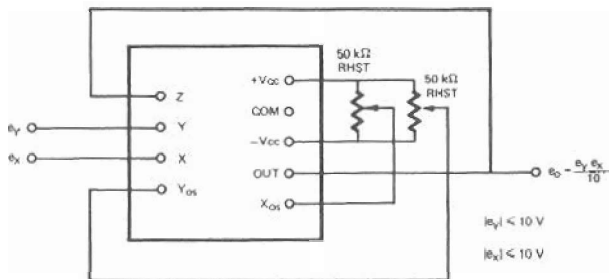 50 kΩ
RHST
50 kΩ
RHST
+Vcc
Z
COM
eY
Y
−Vcc
eX
X
OUT
eO − eY eX
10
YOS
XOS
|eY| ⩽ 10 V
|eX| ⩽ 10 V